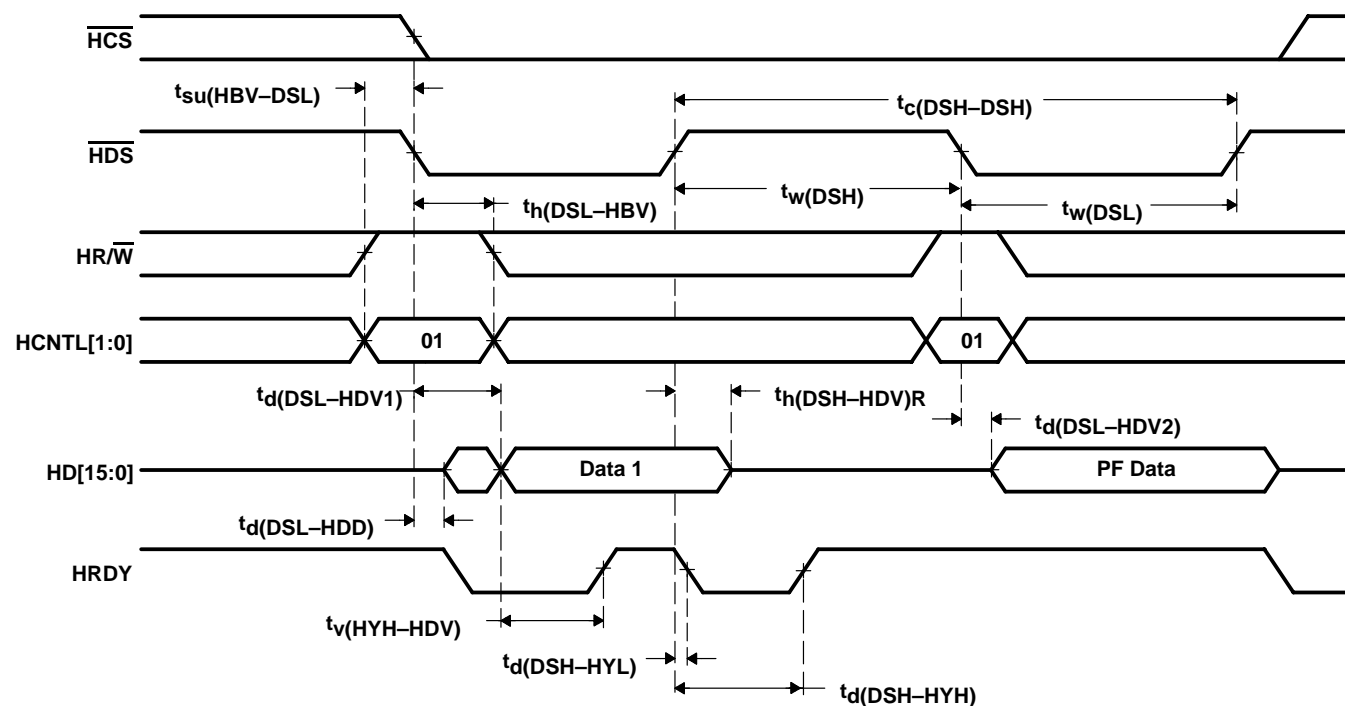 HCS
tsu(HBV–DSL)
tc(DSH–DSH)
HDS
tw(DSH)
th(DSL–HBV)
tw(DSL)
HR/W
HCNTL[1:0]
01
01
td(DSL–HDV1)
th(DSH–HDV)R
td(DSL–HDV2)
HD[15:0]
Data 1
PF Data
td(DSL–HDD)
HRDY
tv(HYH–HDV)
td(DSH–HYL)
td(DSH–HYH)